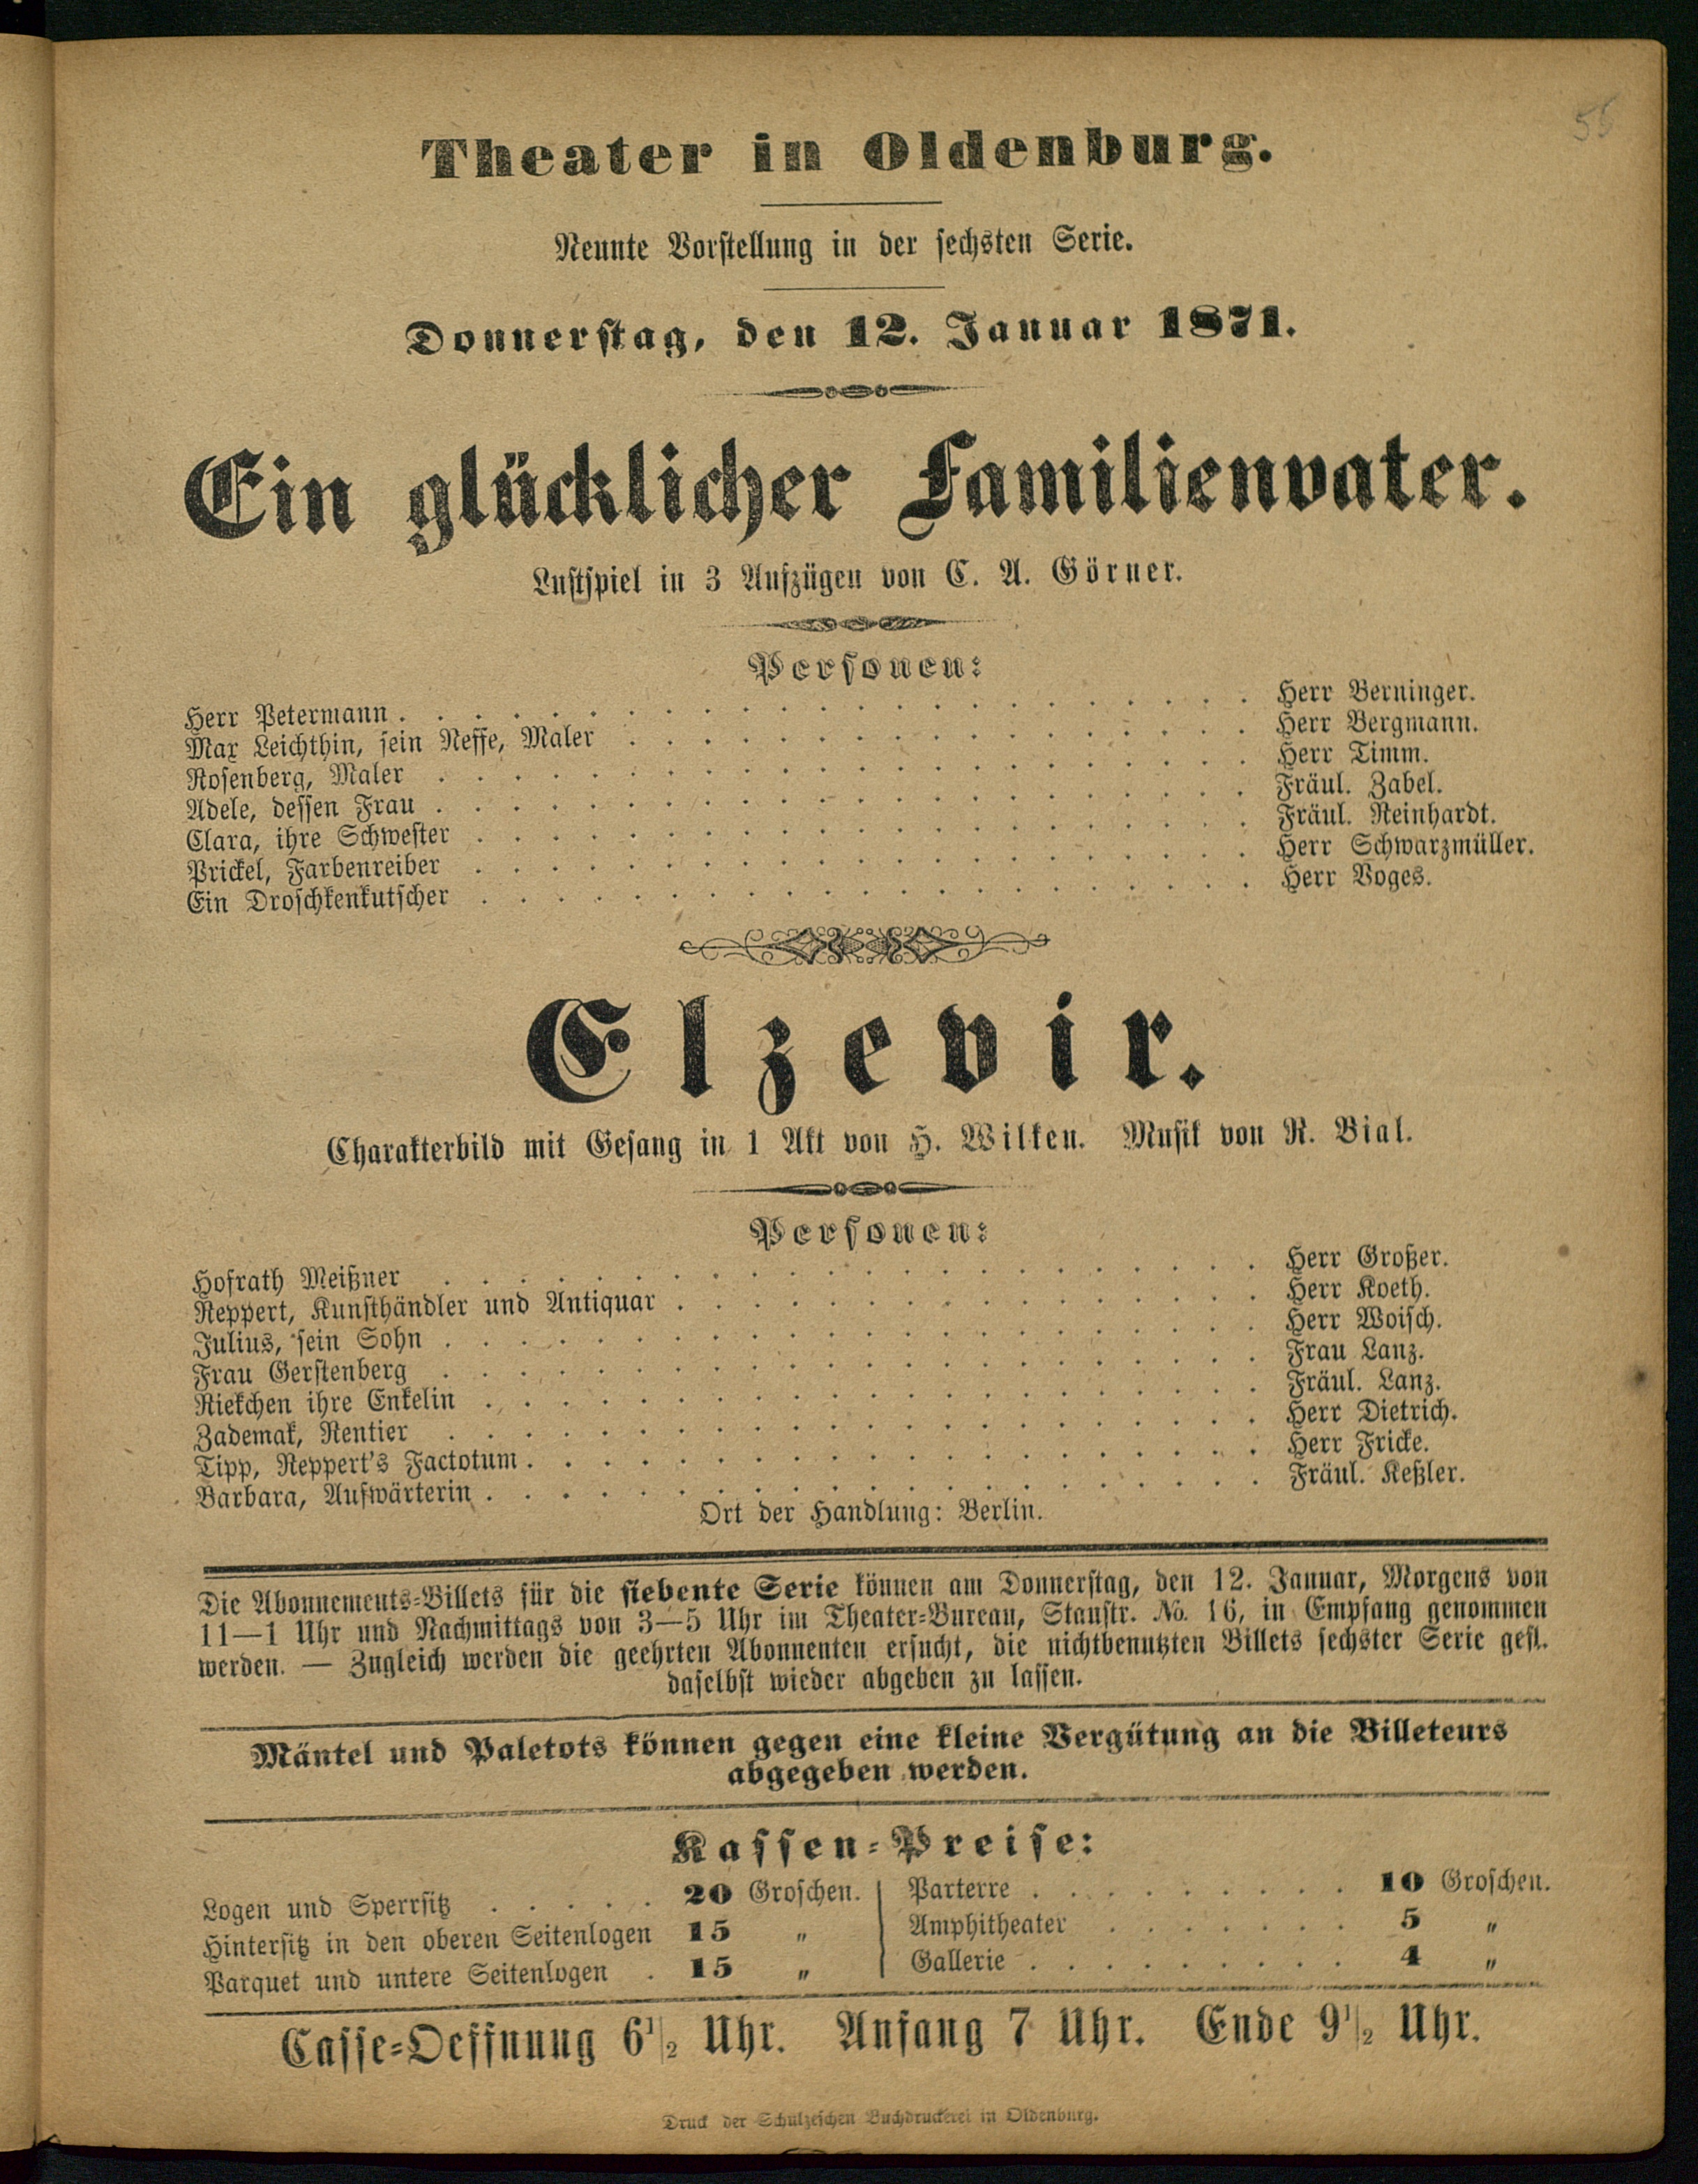 55
Theater in Oldenburg.
Neunte Vorstellung in der sechsten Serie.
Donnerstag, den 12. Januar 1871.
Ein glücklicher Familienvater.
Lustspiel in 3 Aufzügen von C. A. Görner.
Personen:
Herr Petermann . . . . . Herr Berninger.
Max Leichthin, sein Neffe, Maler . . . . . Herr Bergmann.
Rosenberg, Maler . . . . . Herr Timm.
Adele, dessen Frau . . . . . Fräul. Zabel.
Clara, ihre Schwester . . . . . Fräul. Reinhardt.
Prickel, Farbenreiber . . . . . Herr Schwarzmüller.
Ein Droschkenkutscher . . . . . Herr Voges.
Elzevir.
Charakterbild mit Gesang in 1 Akt von H. Wilken. Musik von R. Bial.
Personen:
Hofrath Meißner . . . . . Herr Großer.
Reppert, Kunsthändler und Antiquar . . . . . Herr Koeth.
Julius, sein Sohn . . . . . Herr Woisch.
Frau Gerstenberg . . . . . Frau Lanz.
Riekchen ihre Enkelin . . . . . Fräul. Lanz.
Zademak, Rentier . . . . . Herr Dietrich.
Tipp, Reppert's Factotum . . . . . Herr Fricke.
Barbara, Aufwärterin . . . . . Fräul. Keßler.
Ort der Handlung: Berlin.
Die Abonnements-Billets für die siebente Serie können am Donnerstag, den 12. Januar, Morgens von
11—1 Uhr und Nachmittags von 3—5 Uhr im Theater-Bureau, Staustr. No. 16, in Empfang genommen
werden. — Zugleich werden die geehrten Abonnenten ersucht, die nichtbenutzten Billets sechster Serie gefl.
daselbst wieder abgeben zu lassen.
Mäntel und Paletots können gegen eine kleine Vergütung an die Billeteurs
abgegeben werden.
Kassen-Preise:
Logen und Sperrsitz . . . . . 20 Groschen.
Hintersitz in den oberen Seitenlogen 15 "
Parquet und untere Seitenlogen . 15 "
Parterre . . . . . 10 Groschen.
Amphitheater . . . . . 5 "
Gallerie . . . . . 4 "
Casse-Oeffnung 6½ Uhr. Anfang 7 Uhr. Ende 9½ Uhr.
Druck der Schulzeschen Buchdruckerei in Oldenburg.